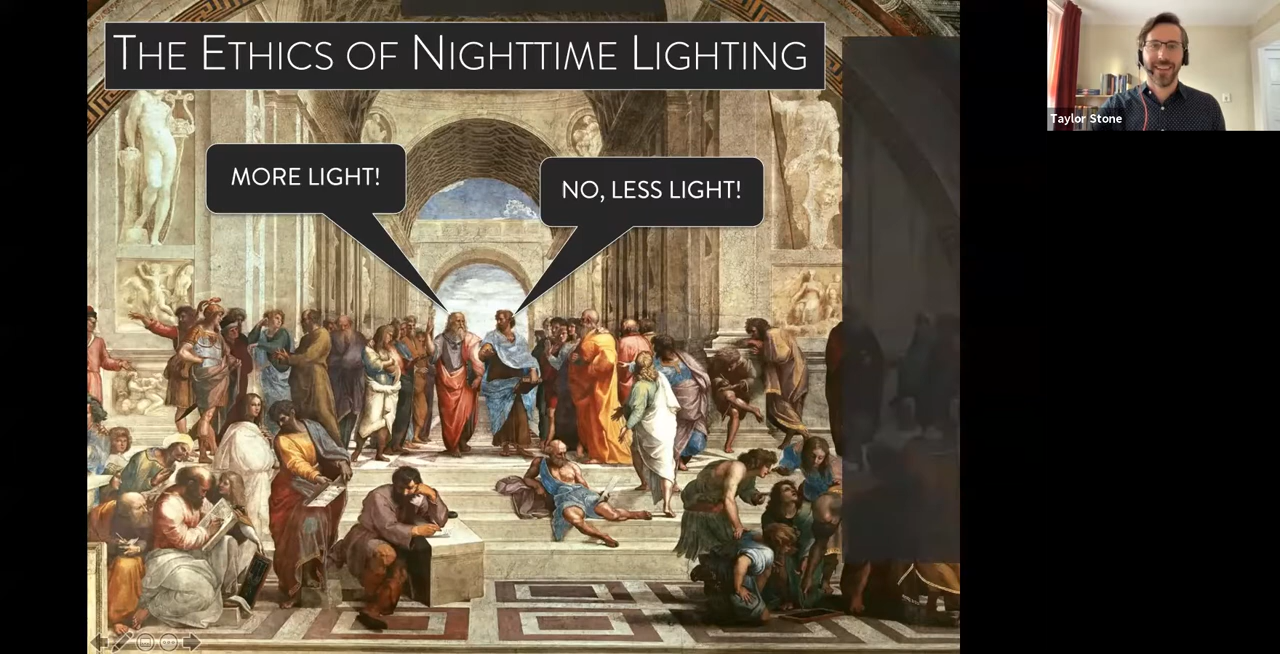 THE ETHICS OF NIGHTTIME LIGHTING
MORE LIGHT!
NO, LESS LIGHT!
Taylor Stone